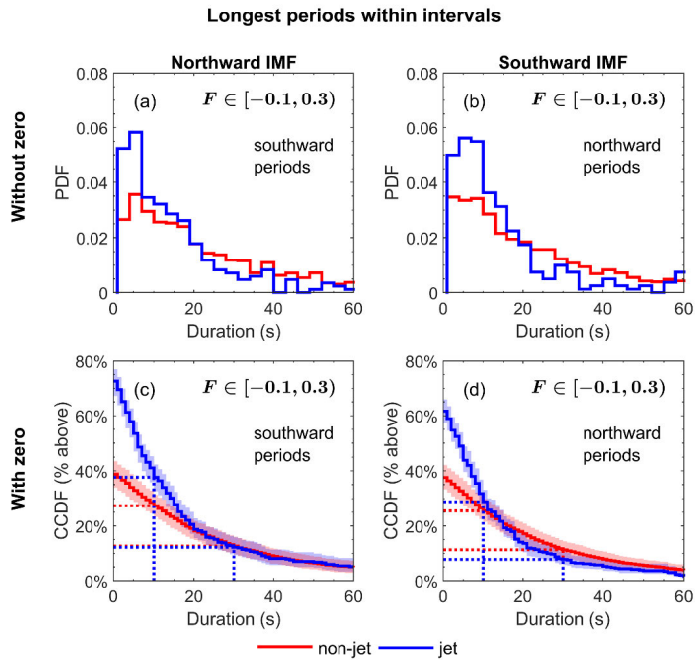 Longest periods within intervals
Northward IMF
Southward IMF
Without zero
With zero
(a)
F ∈ [−0.1, 0.3)
southward
periods
PDF
0.08
0.06
0.04
0.02
0
0 20 40 60
Duration (s)
(b)
F ∈ [−0.1, 0.3)
northward
periods
PDF
0.08
0.06
0.04
0.02
0
0 20 40 60
Duration (s)
(c)
F ∈ [−0.1, 0.3)
southward
periods
CCDF (% above)
80%
60%
40%
20%
0%
0 20 40 60
Duration (s)
(d)
F ∈ [−0.1, 0.3)
northward
periods
CCDF (% above)
80%
60%
40%
20%
0%
0 20 40 60
Duration (s)
non-jet jet